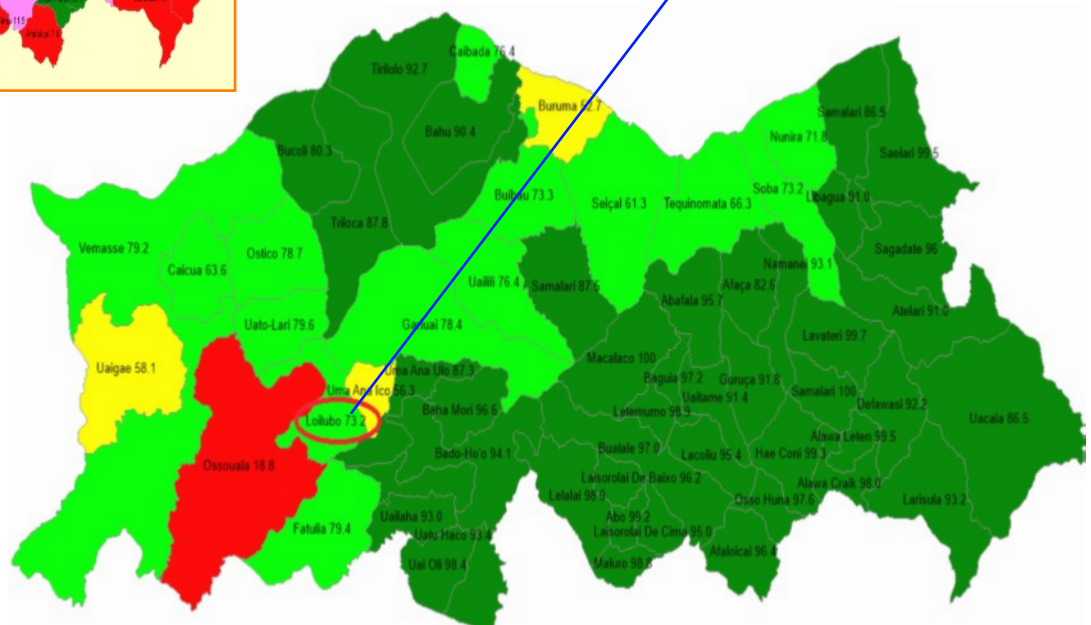 Caibada 76.4
Tirilolo 92.7
Buruma 52.7
Samalari 86.9
Bahu 90.4
Nunira 71.8
Bucoli 80.3
Saelari 99.5
Buibau 73.3
Soba 73.2
Seiçal 61.3
Tequinomata 66.3
Libagua 91.0
Triloca 87.8
Vemasse 79.2
Ostico 78.7
Sagadate 96
Caicua 63.6
Namanei 93.1
Uailili 76.4
Samalari 87.5
Afaça 82.6
Abafala 95.7
Atelari 91.0
Uato-Lari 79.6
Gariuai 78.4
Lavateri 99.7
Macalaco 100
Uaigae 58.1
Uma Ana Ulo 87.3
Baguia 97.2
Guruça 91.6
Uma Ana Ico 56.3
Samalari 100
Uaitame 91.4
Defawasi 92.2
Baha Mori 96.6
Letemumo 98.9
Uacala 86.5
Loilubo 73.2
Alawa Leten 99.5
Bualale 97.0
Bado-Ho'o 94.1
Lacoliu 95.4
Hae Coni 99.3
Ossouala 18.8
Laisorolai De Baixo 96.2
Alawa Craik 98.0
Lelalai 98.9
Osso Huna 97.6
Larisula 93.2
Uailaha 93.0
Abo 99.2
Fatulia 79.4
Laisorolai De Cima 95.0
Uatu Haco 93.4
Afaloicai 96.4
Uai Oli 98.4
Maluro 98.8